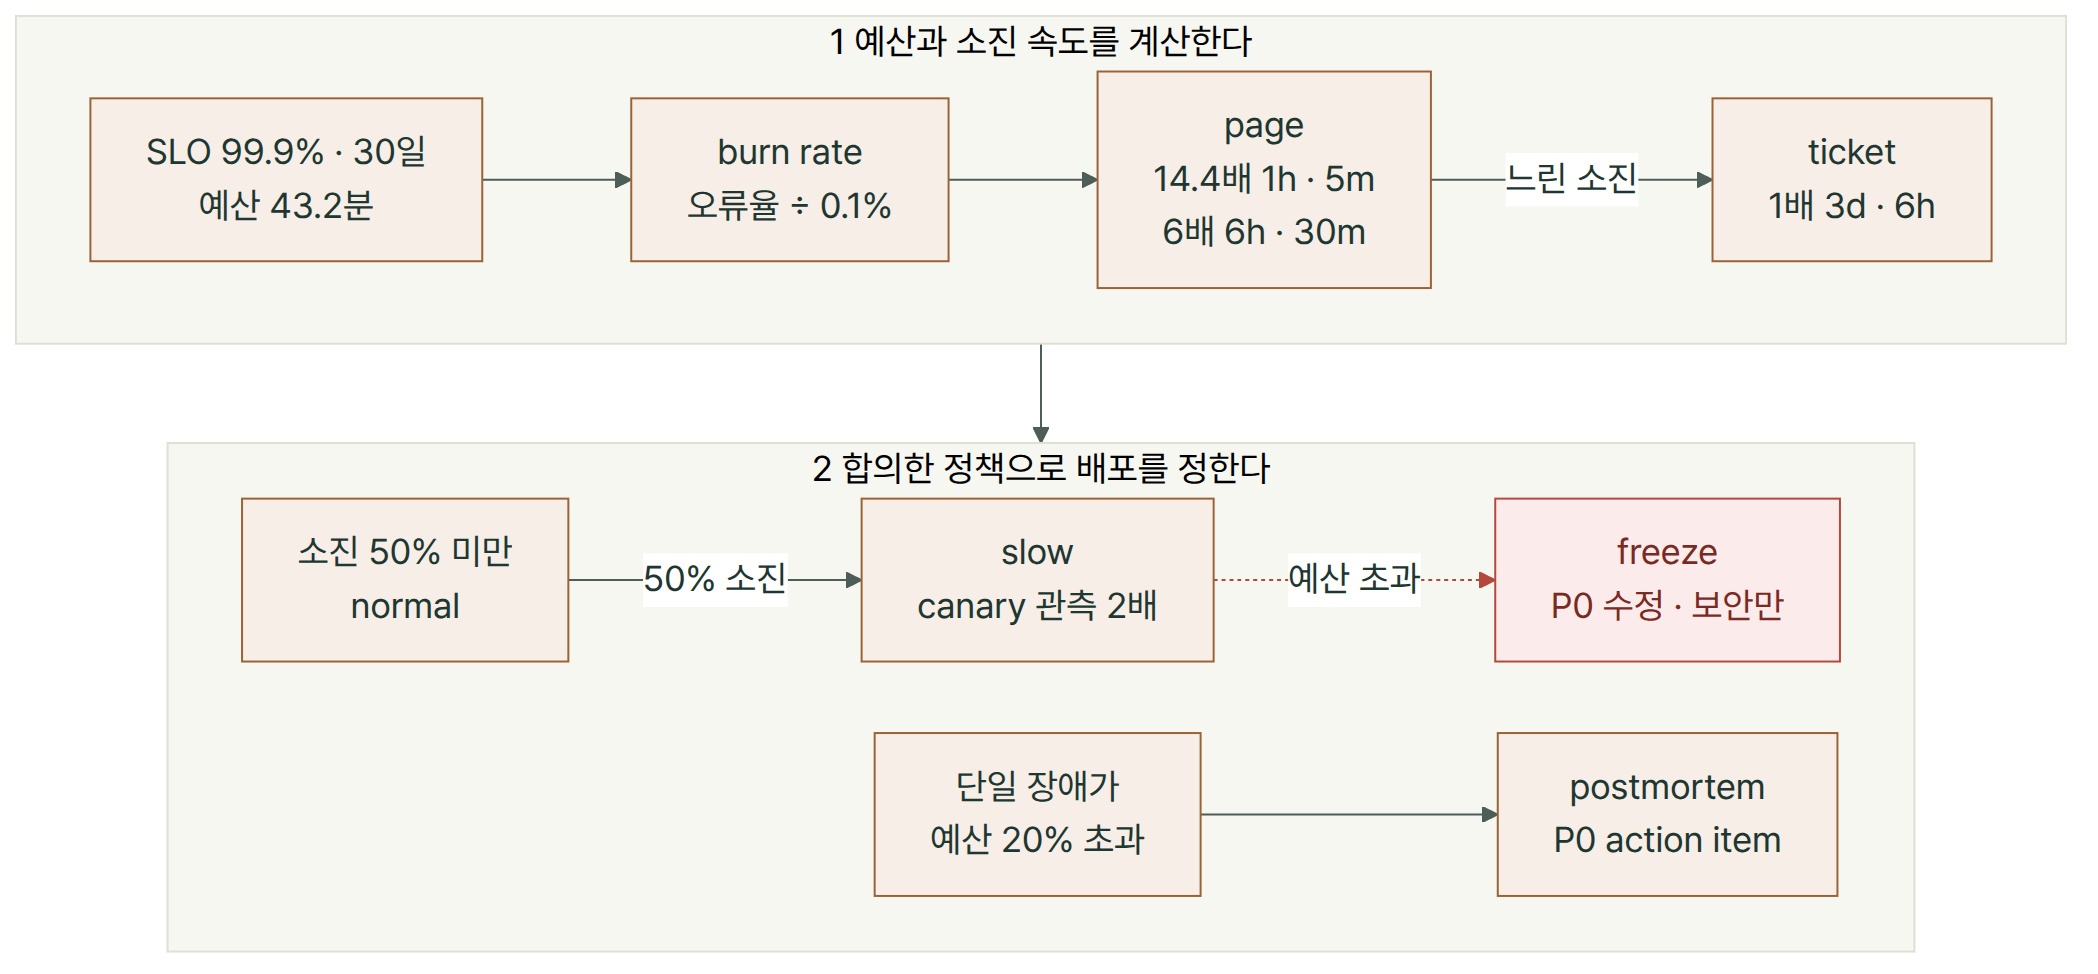 1 예산과 소진 속도를 계산한다
SLO 99.9% · 30일
예산 43.2분
burn rate
오류율 ÷ 0.1%
page
14.4배 1h · 5m
6배 6h · 30m
느린 소진
ticket
1배 3d · 6h
2 합의한 정책으로 배포를 정한다
소진 50% 미만
normal
50% 소진
slow
canary 관측 2배
예산 초과
freeze
P0 수정 · 보안만
단일 장애가
예산 20% 초과
postmortem
P0 action item